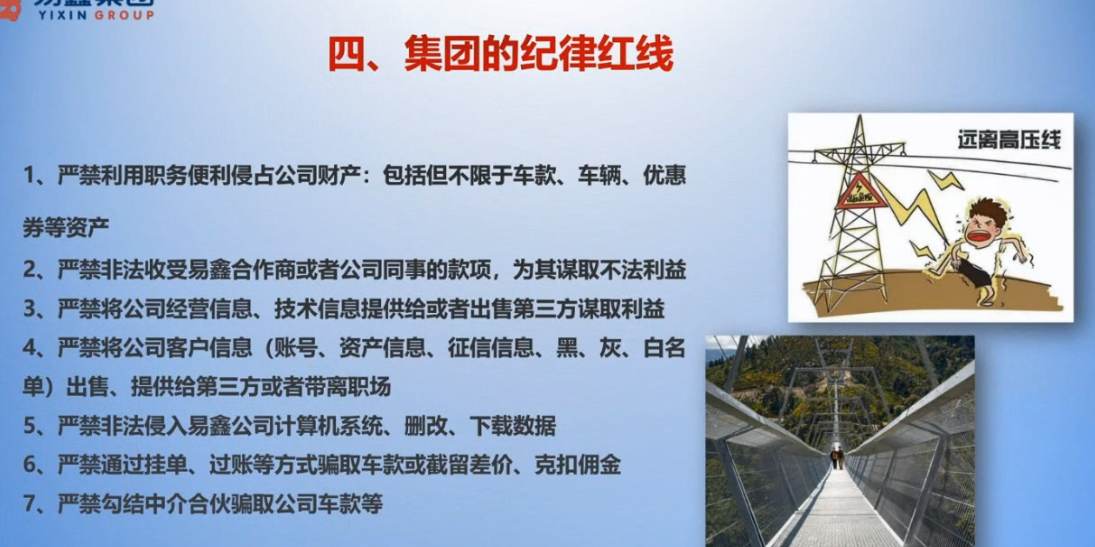 易鑫集团
YIXIN GROUP
四、集团的纪律红线
1、严禁利用职务便利侵占公司财产：包括但不限于车款、车辆、优惠
券等资产
2、严禁非法收受易鑫合作商或者公司同事的款项，为其谋取不法利益
3、严禁将公司经营信息、技术信息提供给或者出售第三方谋取利益
4、严禁将公司客户信息（账号、资产信息、征信信息、黑、灰、白名
单）出售、提供给第三方或者带离职场
5、严禁非法侵入易鑫公司计算机系统、删改、下载数据
6、严禁通过挂单、过账等方式骗取车款或截留差价、克扣佣金
7、严禁勾结中介合伙骗取公司车款等
远离高压线